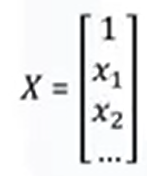 X =
1
x₁
x₂
...